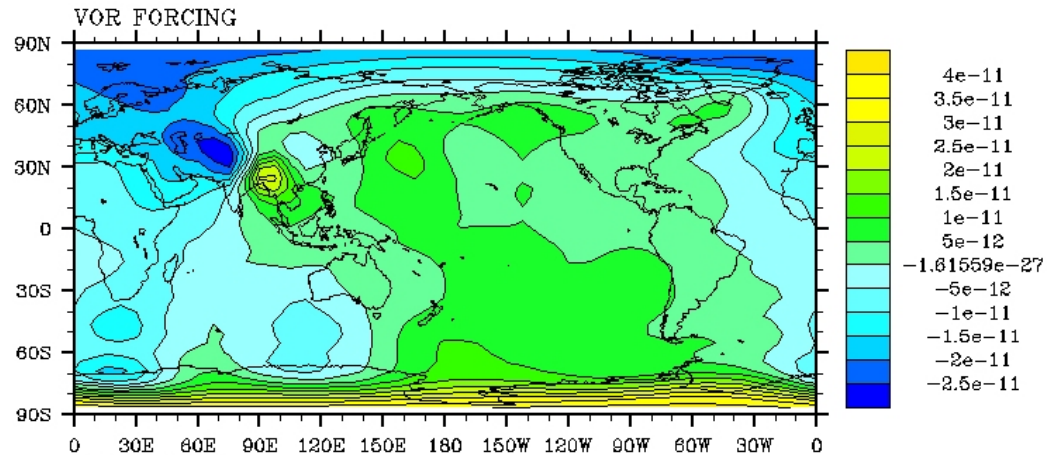 VOR FORCING
90N
60N
30N
0
30S
60S
90S
0 30E 60E 90E 120E 150E 180 150W 120W 90W 60W 30W 0
4e-11
3.5e-11
3e-11
2.5e-11
2e-11
1.5e-11
1e-11
5e-12
-1.61559e-27
-5e-12
-1e-11
-1.5e-11
-2e-11
-2.5e-11